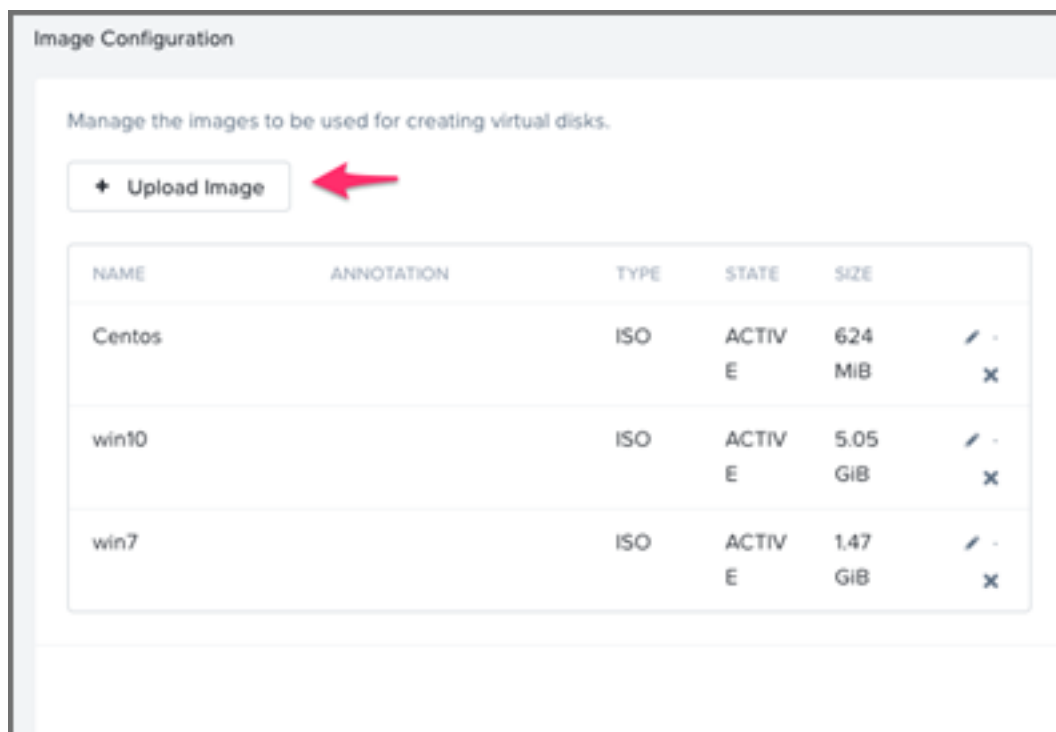 Image Configuration
Manage the images to be used for creating virtual disks.
+ Upload Image
NAME ANNOTATION TYPE STATE SIZE
Centos ISO ACTIV 624
E MiB
win10 ISO ACTIV 5.05
E GiB
win7 ISO ACTIV 1.47
E GiB